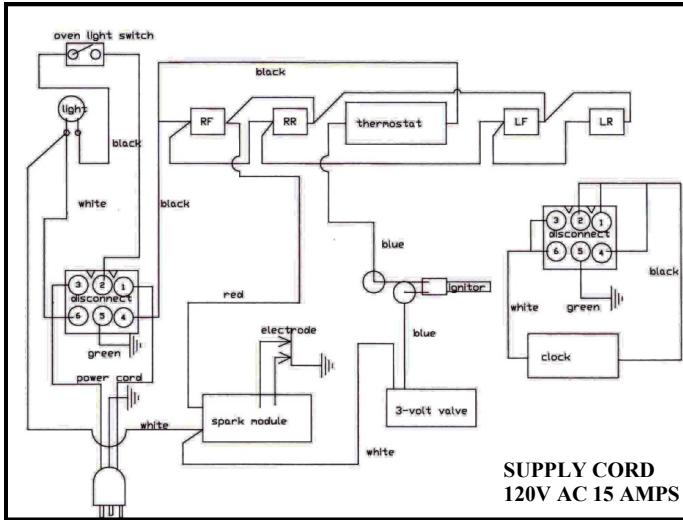 oven light switch
light
black
black
RF
RR
thermostat
LF
LR
white
black
3 2 1
disconnect
6 5 4
green
power cord
white
red
electrode
spark module
blue
ignitor
blue
3-volt valve
white
3 2 1
disconnect
6 5 4
green
white
black
clock
SUPPLY CORD
120V AC 15 AMPS